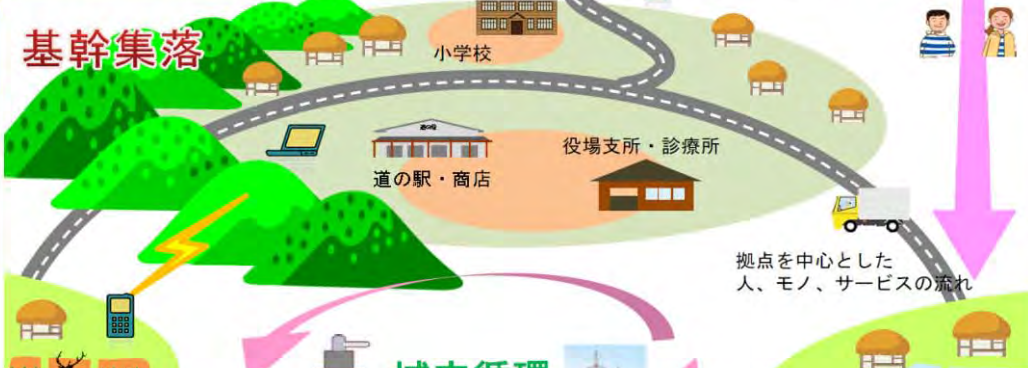 基幹集落
小学校
道の駅・商店
役場支所・診療所
拠点を中心とした
人、モノ、サービスの流れ